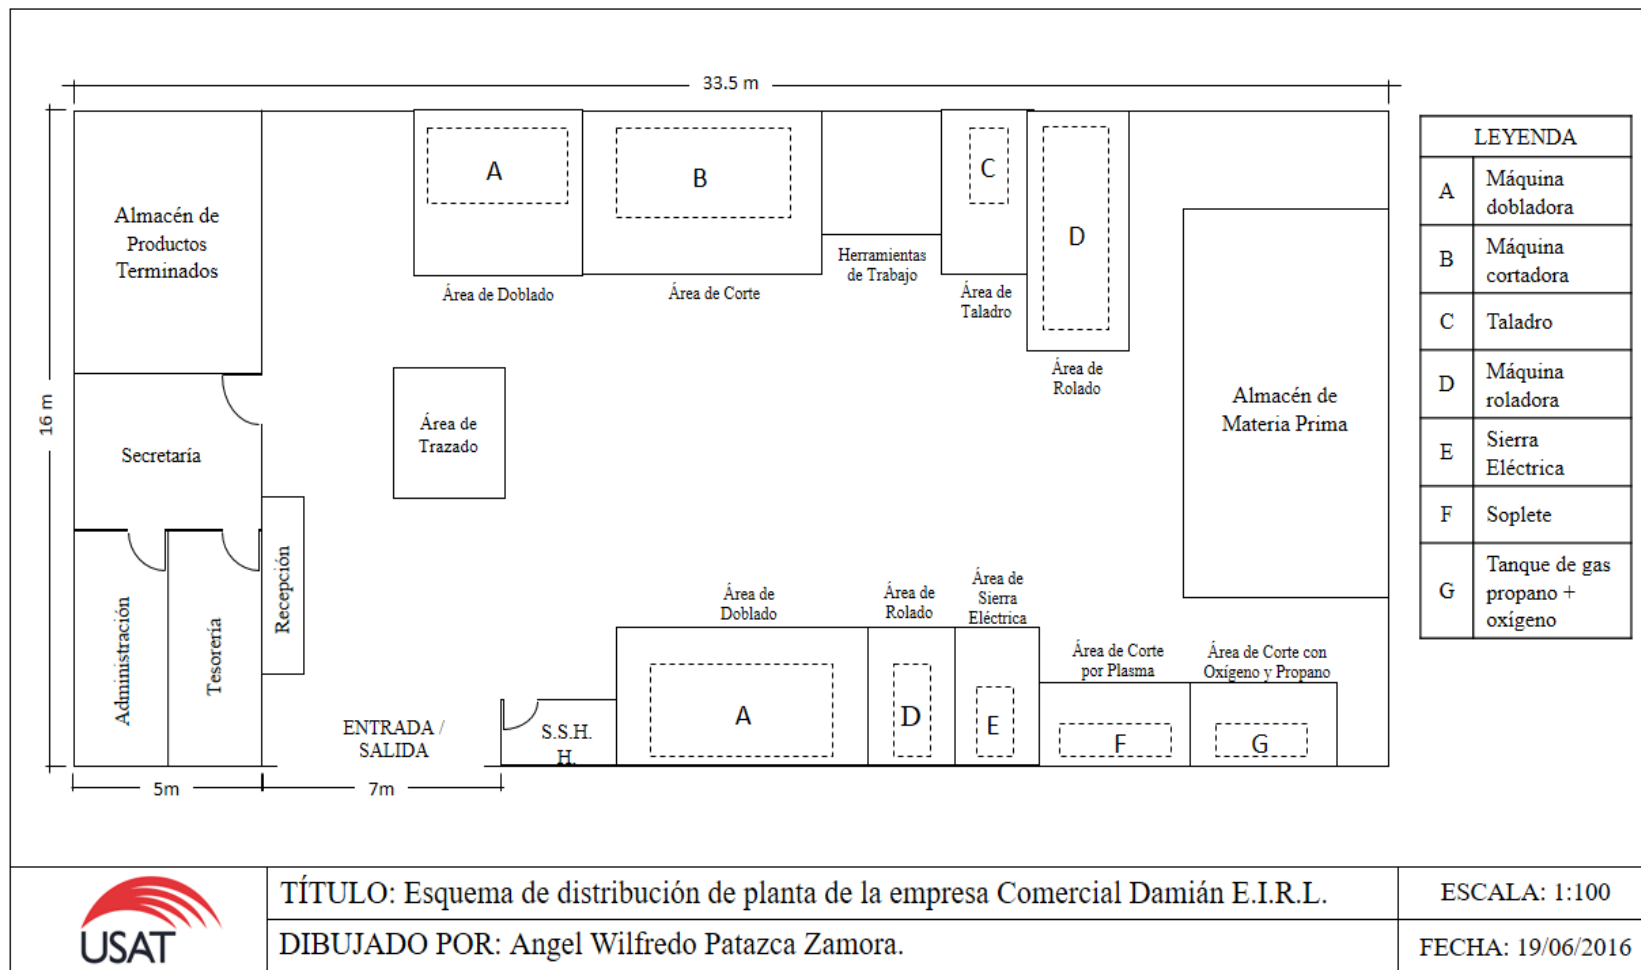 33.5 m
16 m
Almacén de
Productos
Terminados
A
Área de Doblado
B
Área de Corte
Herramientas
de Trabajo
C
Área de
Taladro
D
Área de
Rolado
Almacén de
Materia Prima
Secretaría
Área de
Trazado
Administración
Tesorería
Recepción
ENTRADA /
SALIDA
S.S.H.
H.
Área de
Doblado
A
Área de
Rolado
D
Área de
Sierra
Eléctrica
E
Área de Corte
por Plasma
F
Área de Corte con
Oxígeno y Propano
G
5m
7m
LEYENDA
A
Máquina
dobladora
B
Máquina
cortadora
C
Taladro
D
Máquina
roladora
E
Sierra
Eléctrica
F
Soplete
G
Tanque de gas
propano +
oxígeno
USAT
TÍTULO: Esquema de distribución de planta de la empresa Comercial Damián E.I.R.L.
ESCALA: 1:100
DIBUJADO POR: Angel Wilfredo Patazca Zamora.
FECHA: 19/06/2016